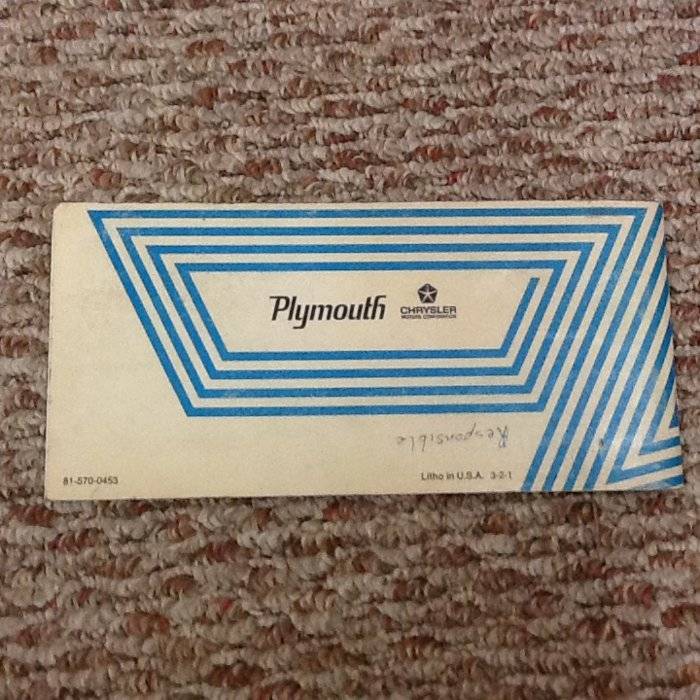 Plymouth
CHRYSLER
MOTORS CORPORATION
Responsible
81-570-0453
Litho in U.S.A. 3-2-1